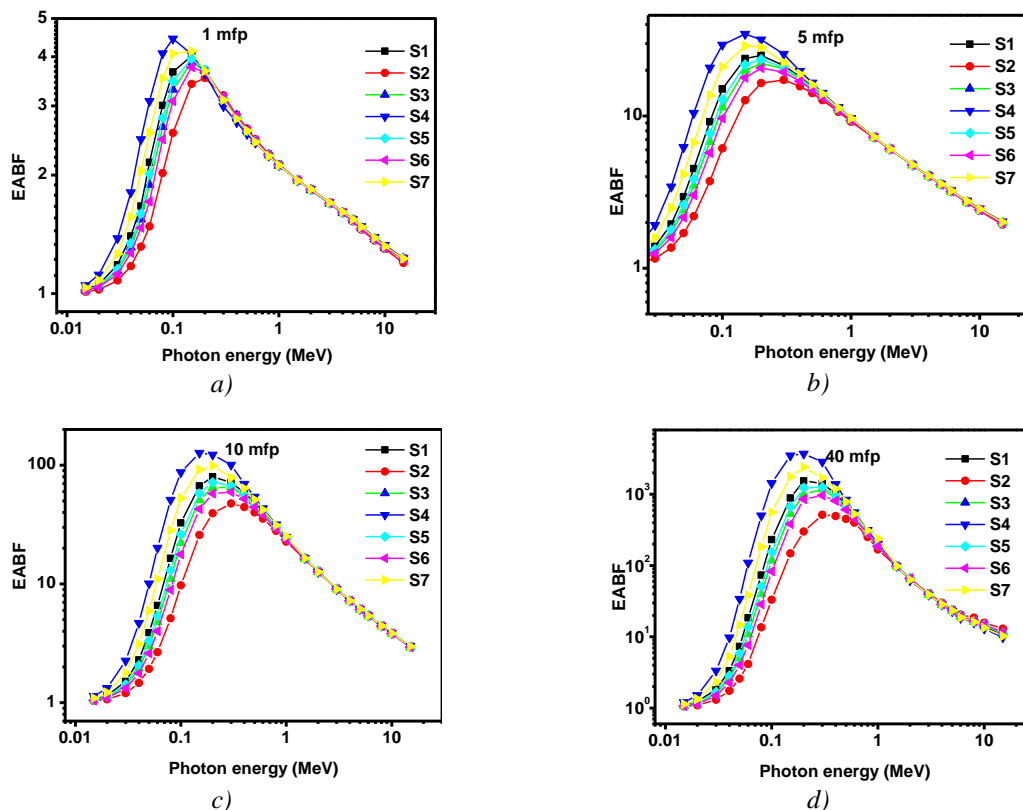 1 mfp
5
4
3
2
1
EABF
S1
S2
S3
S4
S5
S6
S7
0.01
0.1
1
10
Photon energy (MeV)
a)
5 mfp
10
1
EABF
S1
S2
S3
S4
S5
S6
S7
0.1
1
10
Photon energy (MeV)
b)
10 mfp
100
10
1
EABF
S1
S2
S3
S4
S5
S6
S7
0.01
0.1
1
10
Photon energy (MeV)
c)
40 mfp
10³
10²
10¹
10⁰
EABF
S1
S2
S3
S4
S5
S6
S7
0.01
0.1
1
10
Photon energy (MeV)
d)